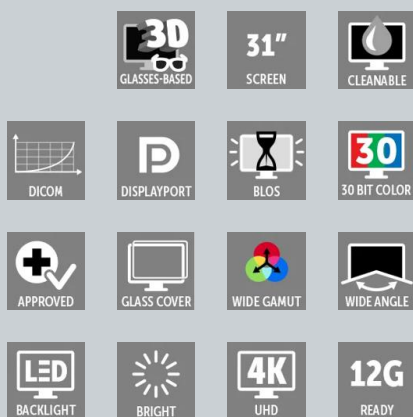 3D
GLASSES-BASED
31"
SCREEN
CLEANABLE
DICOM
DISPLAYPORT
BLOS
30
30 BIT COLOR
APPROVED
GLASS COVER
WIDE GAMUT
WIDE ANGLE
LED
BACKLIGHT
BRIGHT
4K
UHD
12G
READY